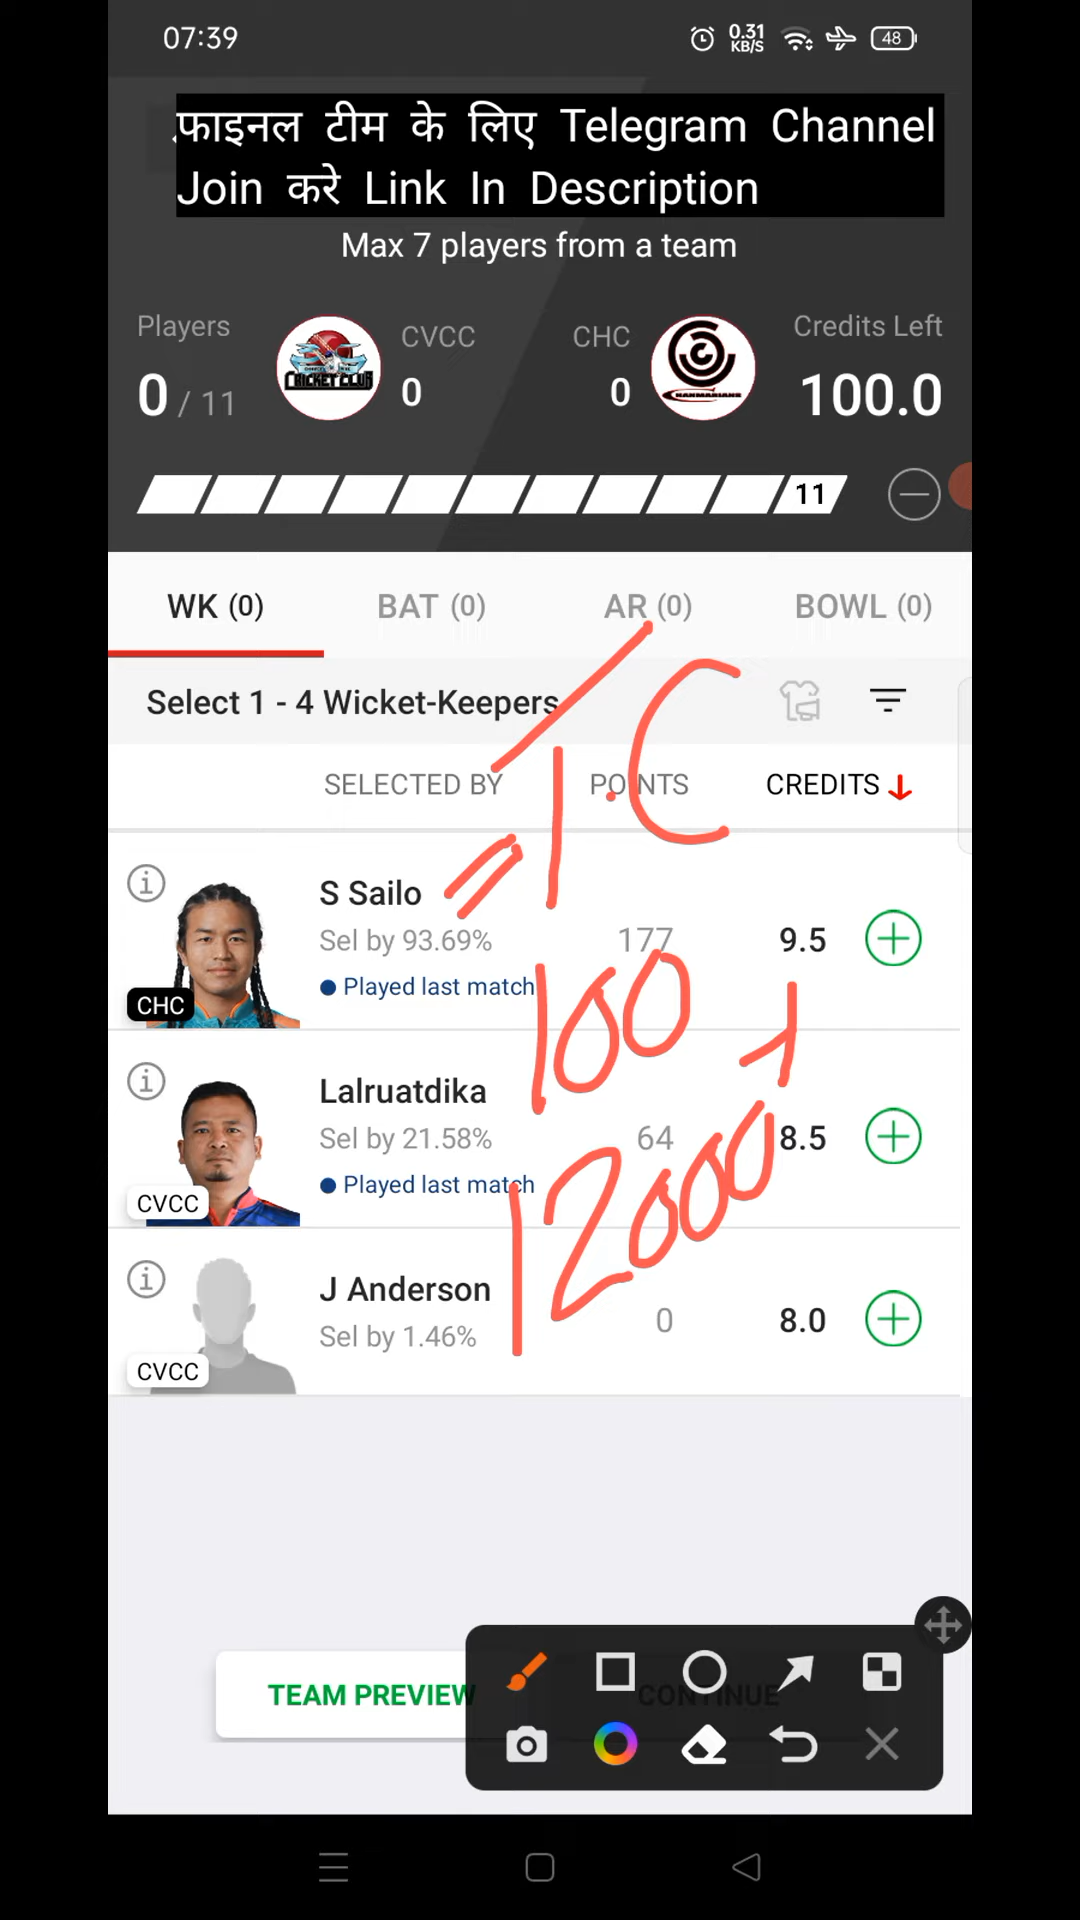 07:39
0.31 KB/S
48
फाइनल टीम के लिए Telegram Channel
Join करे Link In Description
Max 7 players from a team
Players
CVCC
CHC
Credits Left
0 / 11
0
0
100.0
CRICKET CLUB
CHANMARIANS
11
WK (0)
BAT (0)
AR (0)
BOWL (0)
Select 1 - 4 Wicket-Keepers
SELECTED BY
POINTS
CREDITS
T.C
S Sailo
Sel by 93.69%
177
9.5
Played last match
CHC
100
Lalruatdika
Sel by 21.58%
64
8.5
Played last match
CVCC
12000
J Anderson
Sel by 1.46%
0
8.0
CVCC
TEAM PREVIEW
CONTINUE